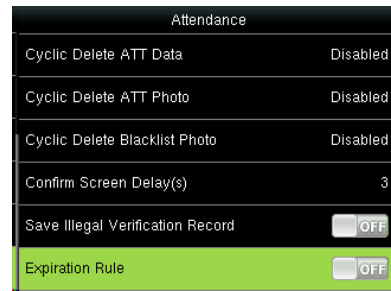 Attendance
Cyclic Delete ATT Data Disabled
Cyclic Delete ATT Photo Disabled
Cyclic Delete Blacklist Photo Disabled
Confirm Screen Delay(s) 3
Save Illegal Verification Record OFF
Expiration Rule OFF